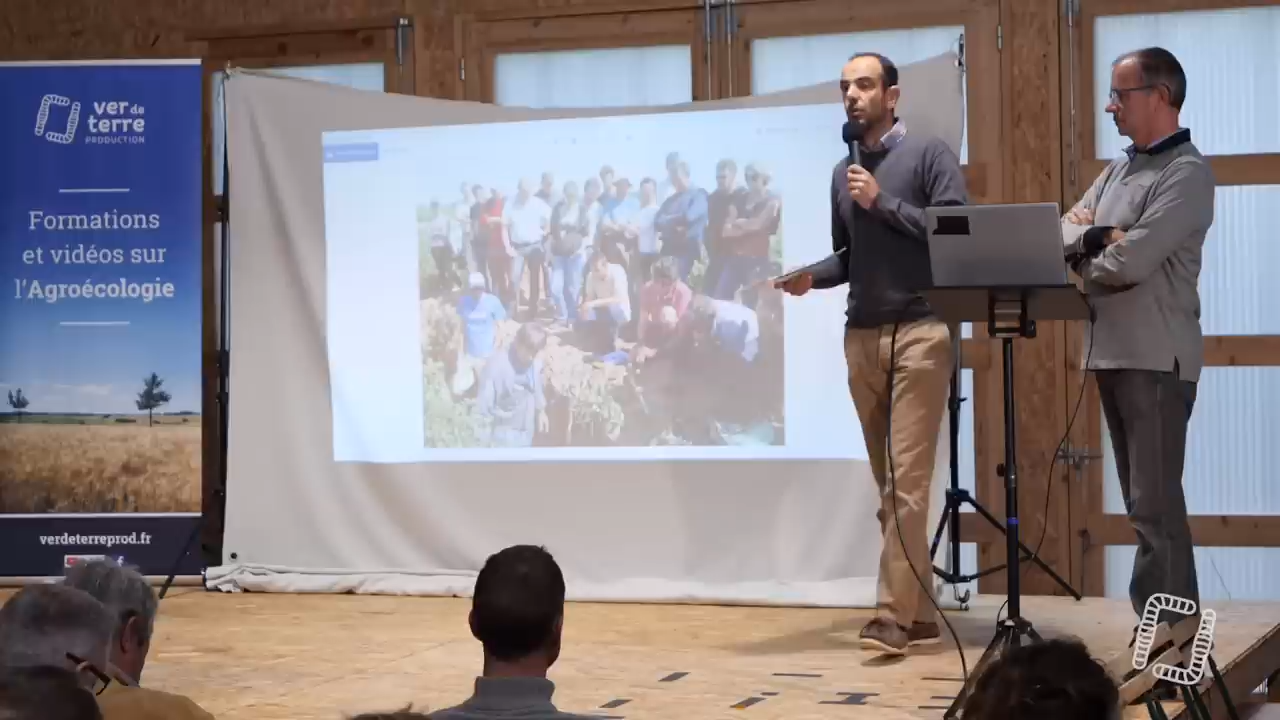 ver de
terre
PRODUCTION
Formations
et vidéos sur
l'Agroécologie
verdeterreprod.fr